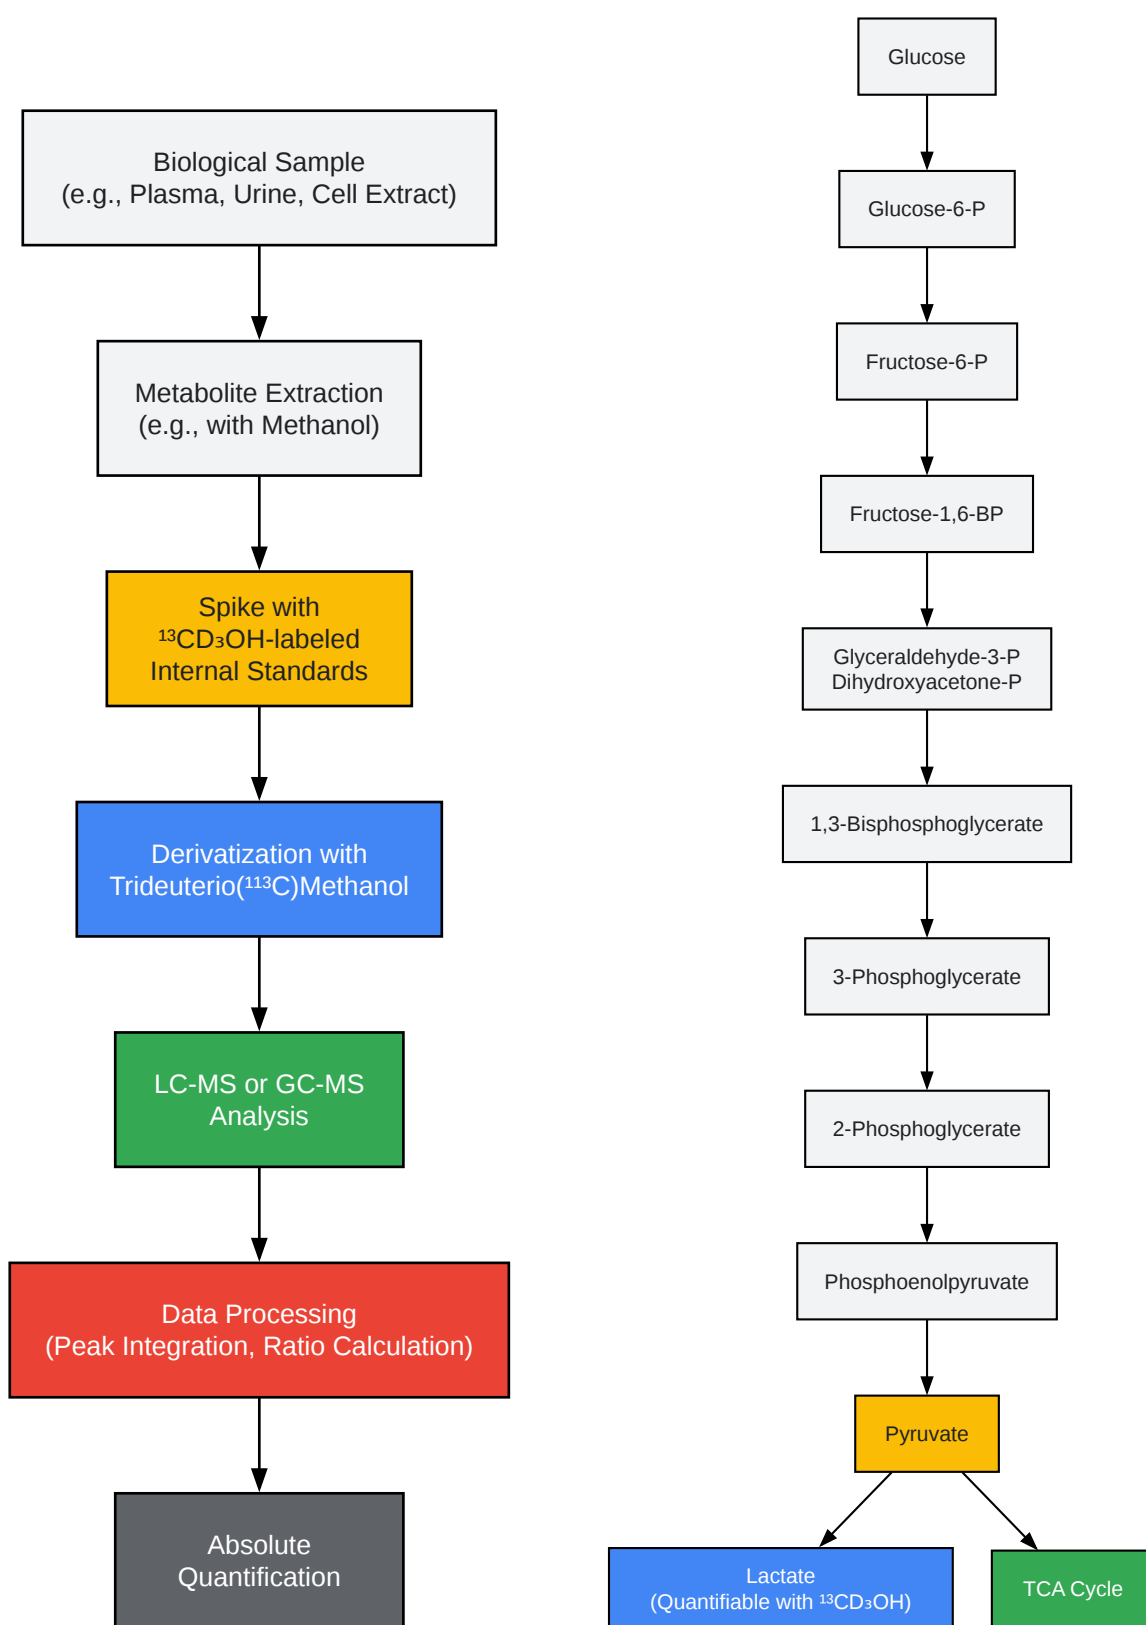 Biological Sample
(e.g., Plasma, Urine, Cell Extract)
Metabolite Extraction
(e.g., with Methanol)
Spike with
¹³CD₃OH-labeled
Internal Standards
Derivatization with
Trideuterio(¹¹³C)Methanol
LC-MS or GC-MS
Analysis
Data Processing
(Peak Integration, Ratio Calculation)
Absolute
Quantification
Glucose
Glucose-6-P
Fructose-6-P
Fructose-1,6-BP
Glyceraldehyde-3-P
Dihydroxyacetone-P
1,3-Bisphosphoglycerate
3-Phosphoglycerate
2-Phosphoglycerate
Phosphoenolpyruvate
Pyruvate
Lactate
(Quantifiable with ¹³CD₃OH)
TCA Cycle